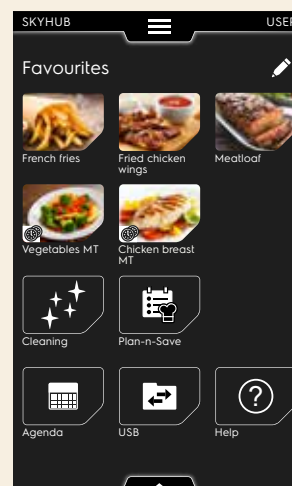 SKYHUB USER
Favourites
French fries Fried chicken Meatloaf
wings
Vegetables MT Chicken breast
MT
Cleaning Plan-n-Save
Agenda USB Help